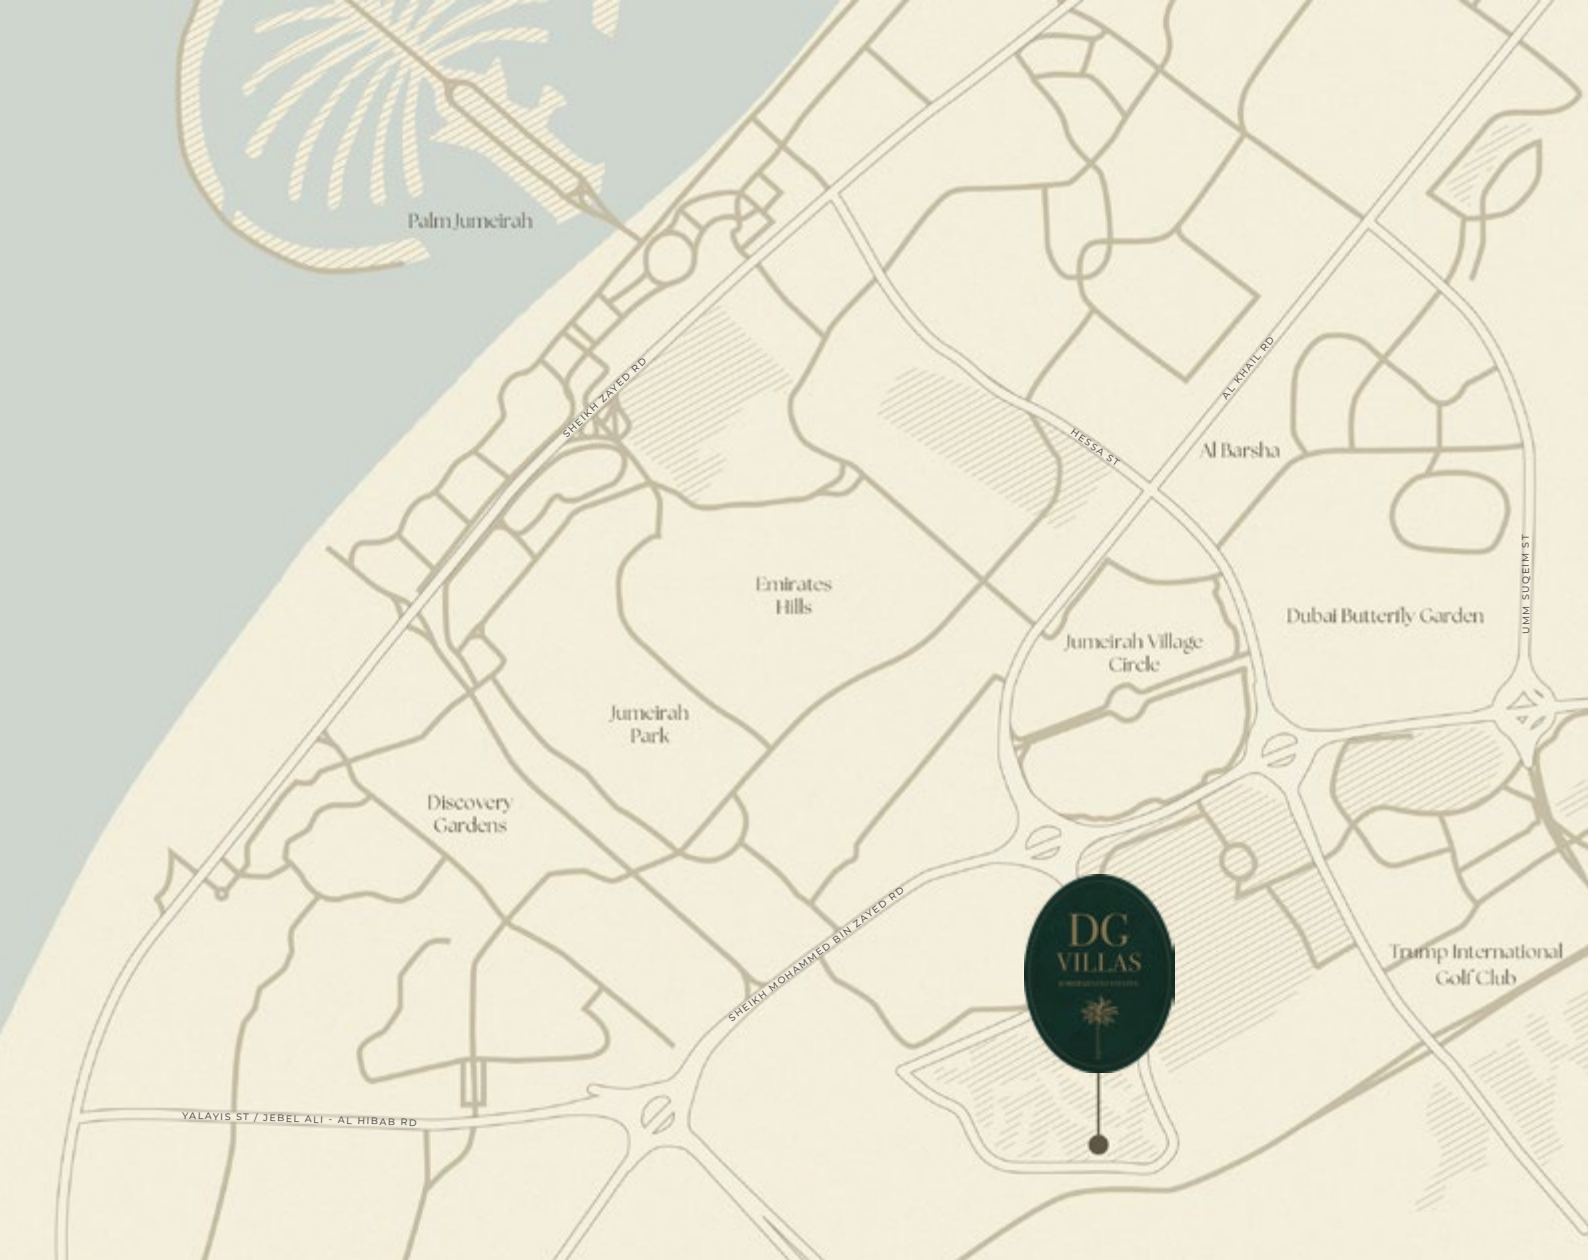 Palm Jumeirah
SHEIKH ZAYED RD
AL KHAIL RD
HESSA ST
Al Barsha
UMM SUQEIM ST
Emirates
Hills
Dubai Butterfly Garden
Jumeirah Village
Circle
Jumeirah
Park
Discovery
Gardens
SHEIKH MOHAMMED BIN ZAYED RD
DG
VILLAS
Trump International
Golf Club
YALAYIS ST / JEBEL ALI - AL HIBAB RD